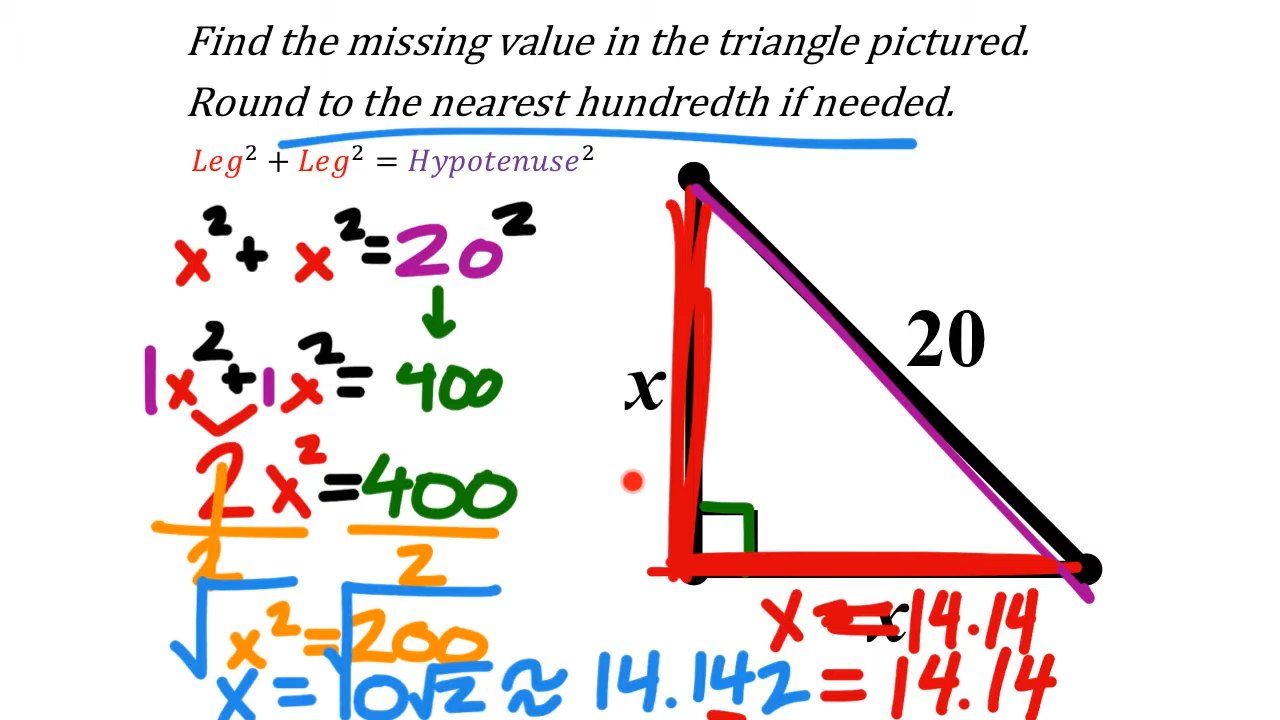 Find the missing value in the triangle pictured.
Round to the nearest hundredth if needed.
Leg² + Leg² = Hypotenuse²
x² + x² = 20²
1x² + 1x² = 400
2x² = 400
2 2
√x² = √200
x = 10√2 ≈ 14.142 = 14.14
x
20
x
x = 14.14